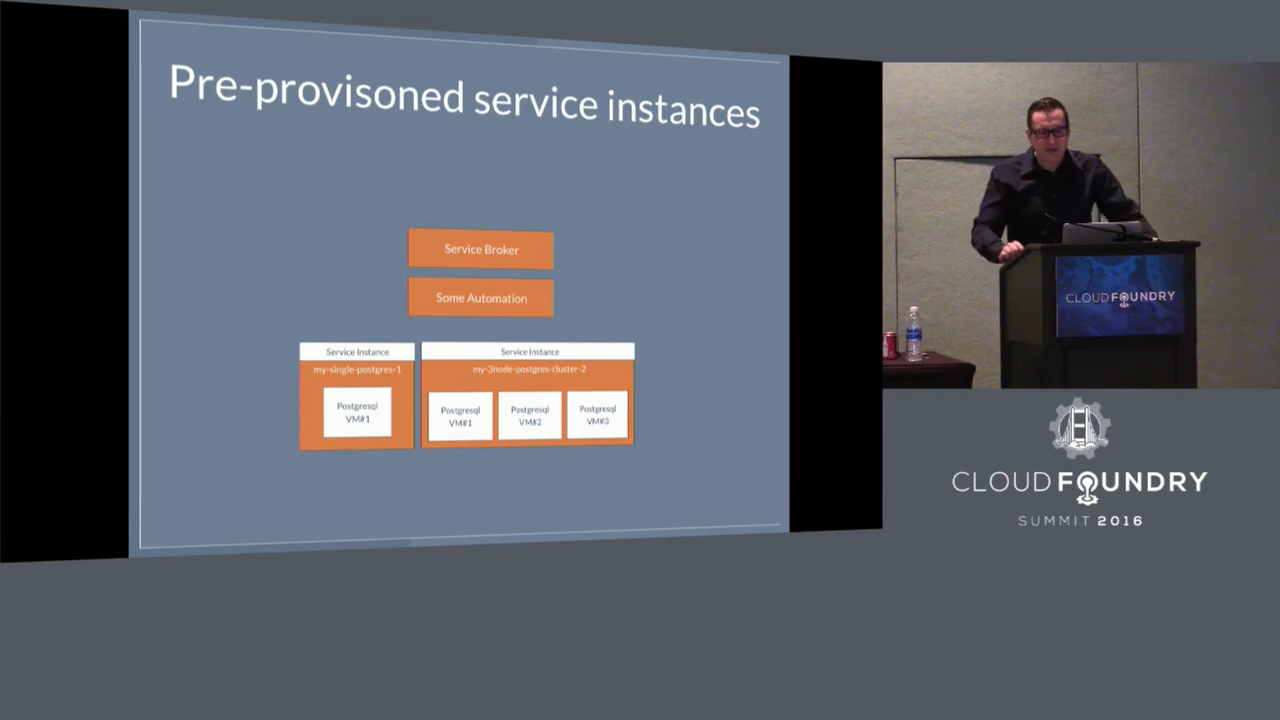 Pre-provisoned service instances
Service Broker
Some Automation
Service Instance
my-single-postgres-1
Postgresql
VM#1
Service Instance
my-3node-postgres-cluster-2
Postgresql
VM#1
Postgresql
VM#2
Postgresql
VM#3
CLOUD FOUNDRY
CLOUD FOUNDRY
SUMMIT 2016